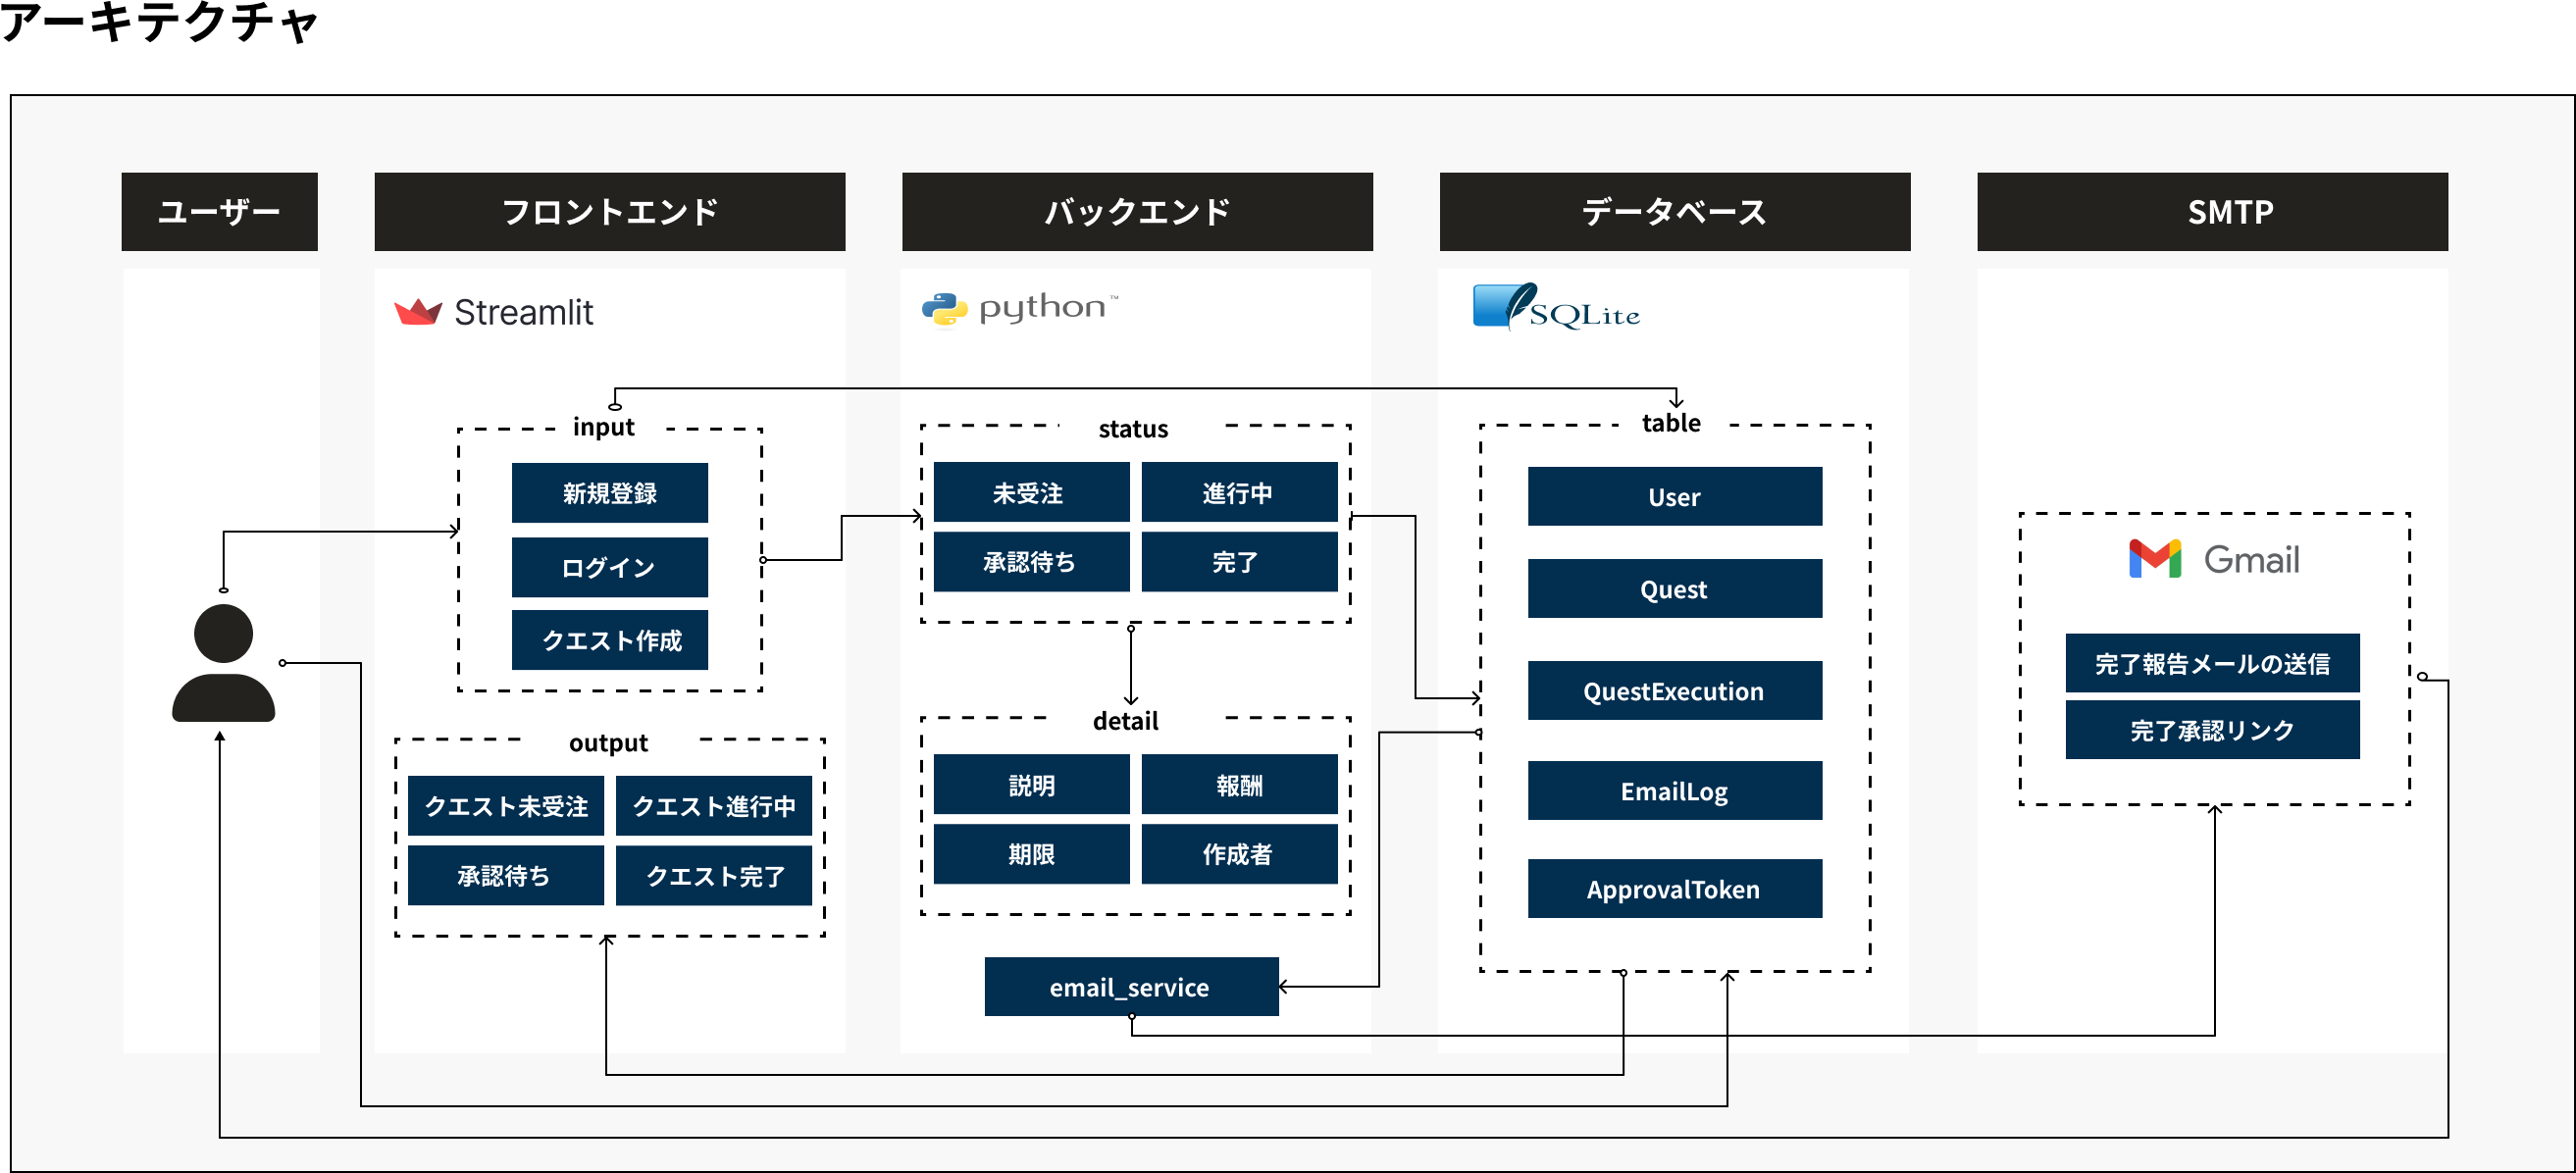 アーキテクチャ
ユーザー
フロントエンド
バックエンド
データベース
SMTP
Streamlit
python™
SQLite
input
新規登録
ログイン
クエスト作成
output
クエスト未受注
クエスト進行中
承認待ち
クエスト完了
status
未受注
進行中
承認待ち
完了
detail
説明
報酬
期限
作成者
email_service
table
User
Quest
QuestExecution
EmailLog
ApprovalToken
Gmail
完了報告メールの送信
完了承認リンク